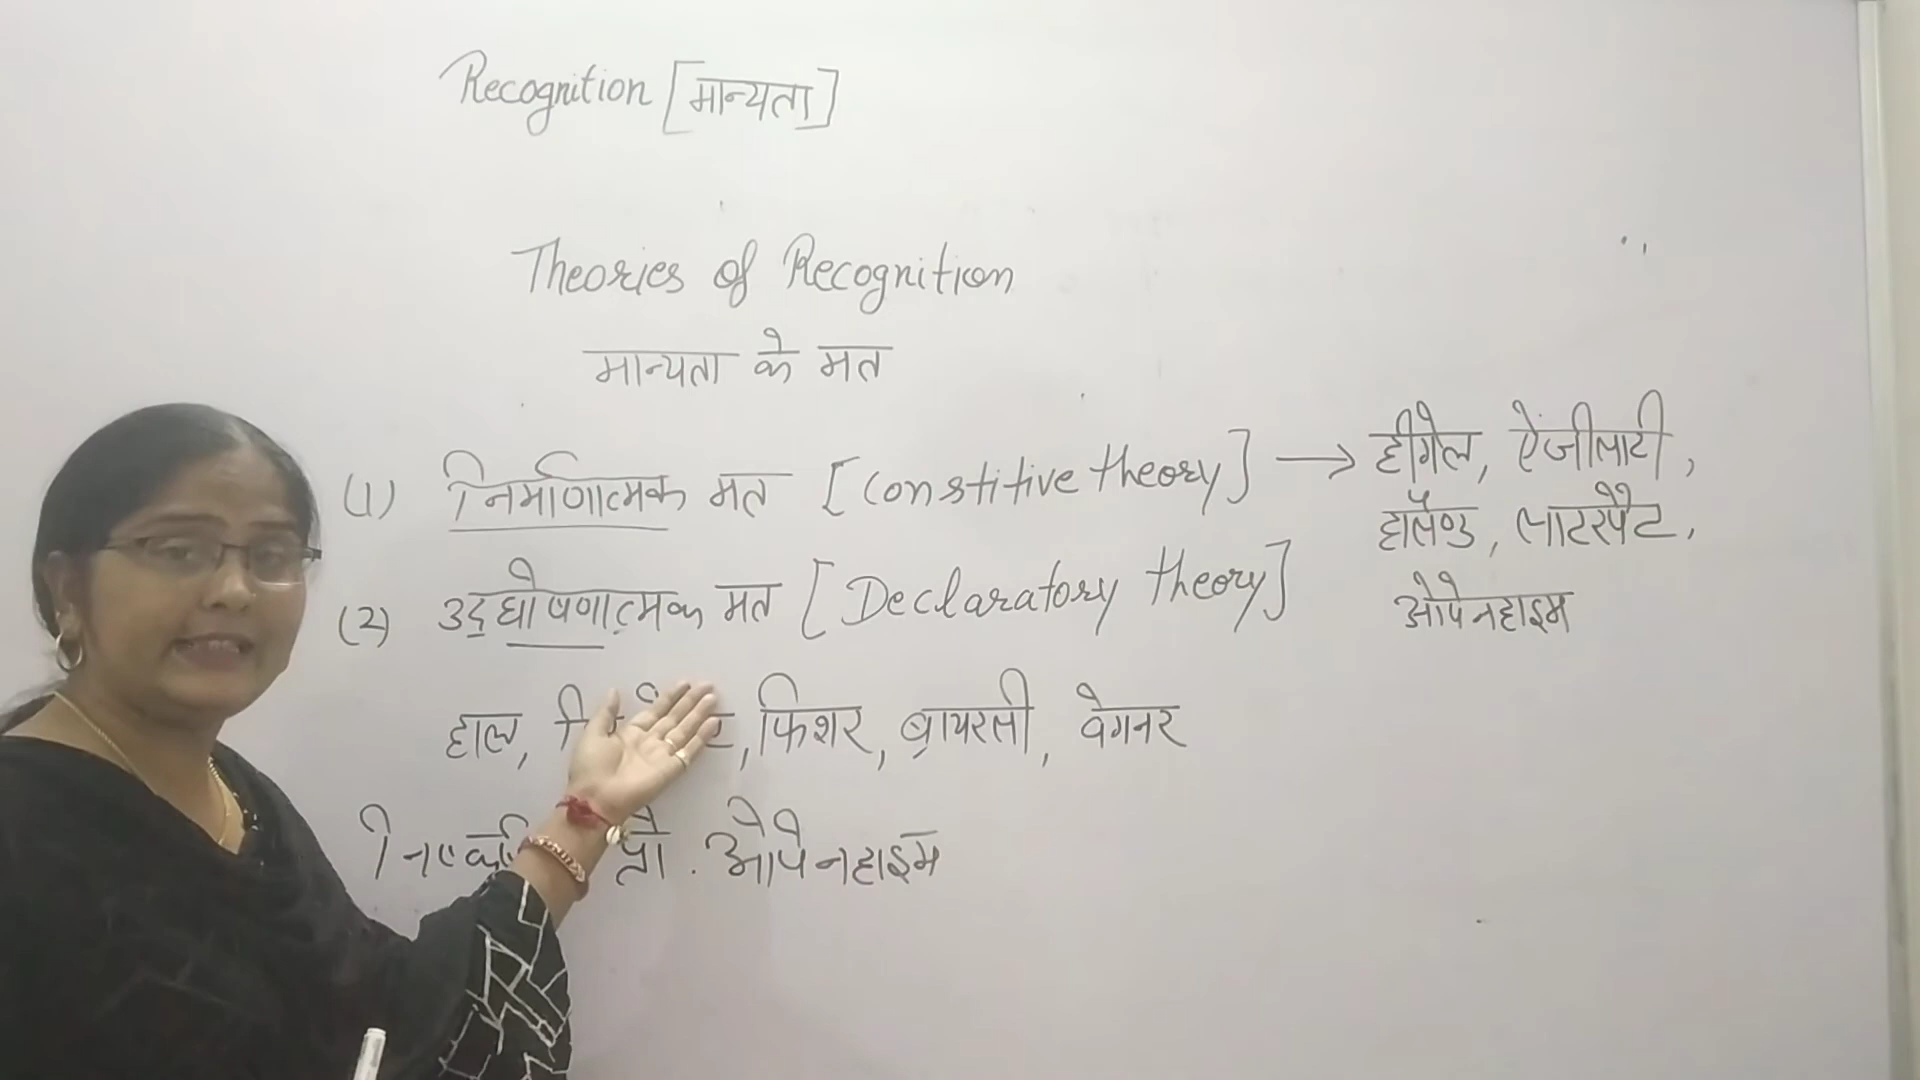 Recognition [मान्यता]
Theories of Recognition
मान्यता के मत
(1) निर्माणात्मक मत [Constitive theory] → हीगेल, ऐंजीलाटी,
हॉलैण्ड, लाटरपैट,
ओपेनहाइम
(2) उद्घोषणात्मक मत [Declaratory theory]
हाल, फिशर, ब्रायरली, वेगनर
प्रो. ओपेनहाइम